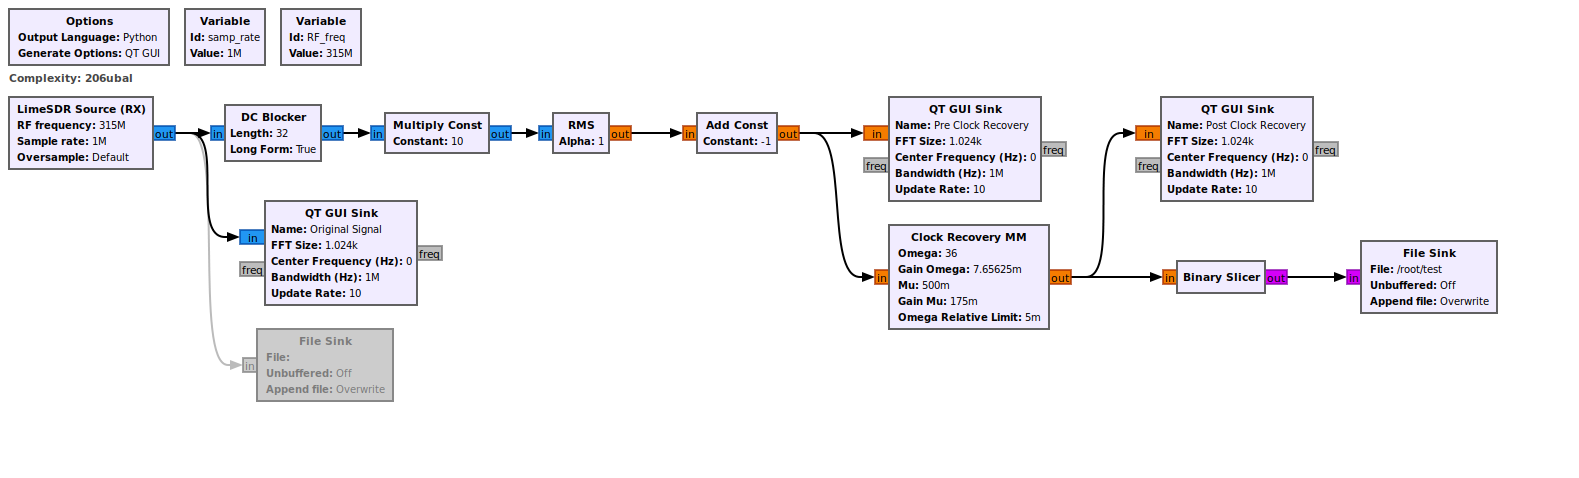 Options
Output Language: Python
Generate Options: QT GUI
Variable
Id: samp_rate
Value: 1M
Variable
Id: RF_freq
Value: 315M
Complexity: 206ubal
LimeSDR Source (RX)
RF frequency: 315M
Sample rate: 1M
Oversample: Default
out
in
DC Blocker
Length: 32
Long Form: True
out
in
Multiply Const
Constant: 10
out
in
RMS
Alpha: 1
out
in
Add Const
Constant: -1
out
in
freq
QT GUI Sink
Name: Pre Clock Recovery
FFT Size: 1.024k
Center Frequency (Hz): 0
Bandwidth (Hz): 1M
Update Rate: 10
freq
in
freq
QT GUI Sink
Name: Post Clock Recovery
FFT Size: 1.024k
Center Frequency (Hz): 0
Bandwidth (Hz): 1M
Update Rate: 10
freq
in
freq
QT GUI Sink
Name: Original Signal
FFT Size: 1.024k
Center Frequency (Hz): 0
Bandwidth (Hz): 1M
Update Rate: 10
freq
in
Clock Recovery MM
Omega: 36
Gain Omega: 7.65625m
Mu: 500m
Gain Mu: 175m
Omega Relative Limit: 5m
out
in
Binary Slicer
out
in
File Sink
File: /root/test
Unbuffered: Off
Append file: Overwrite
in
File Sink
File:
Unbuffered: Off
Append file: Overwrite